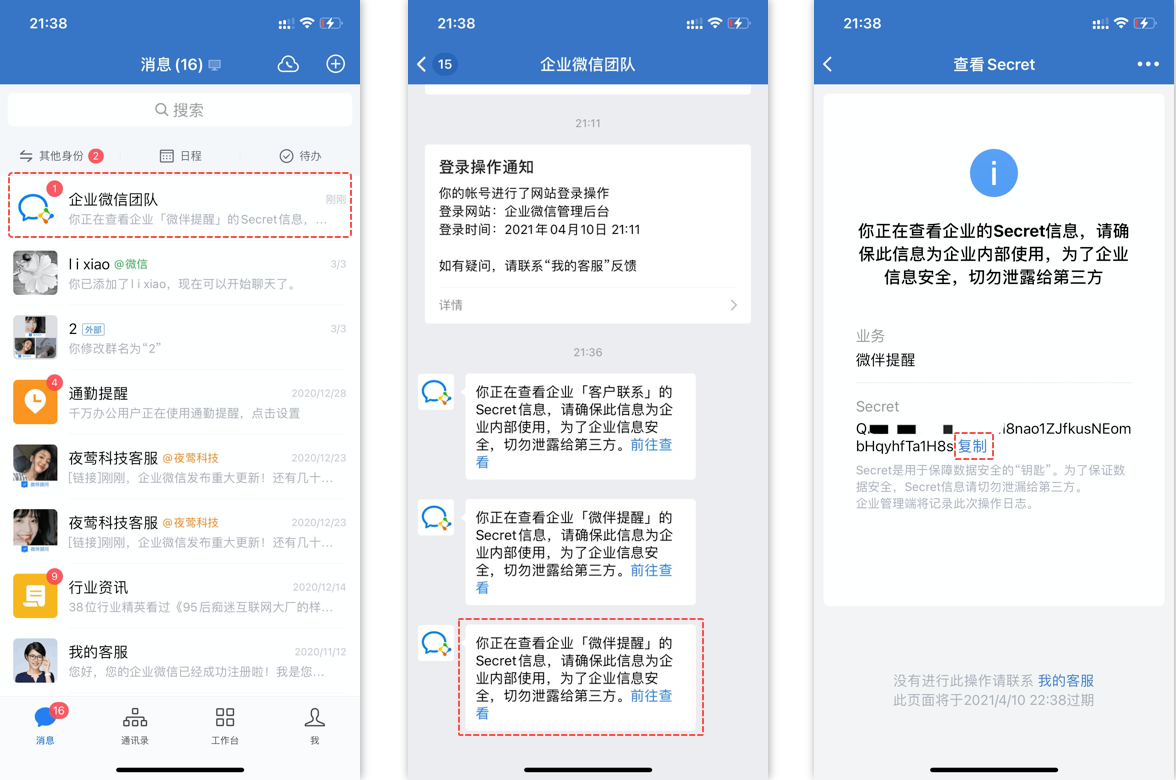 21:38
消息 (16)
搜索
其他身份 2
日程
待办
1
企业微信团队
刚刚
你正在查看企业「微伴提醒」的Secret信息，...
l i xiao @微信
3/3
你已添加了l i xiao，现在可以开始聊天了。
2 外部
3/3
你修改群名为“2”
4
通勤提醒
2020/12/28
千万办公用户正在使用通勤提醒，点击设置
夜莺科技客服 @夜莺科技
2020/12/23
[链接]刚刚，企业微信发布重大更新！还有几十...
夜莺科技客服 @夜莺科技
2020/12/23
[链接]刚刚，企业微信发布重大更新！还有几十...
9
行业资讯
2020/12/14
38位行业精英看过《95后痴迷互联网大厂的样...
我的客服
2020/11/12
您好，您的企业微信已经成功注册啦！我是您...
16
消息
通讯录
工作台
我
21:38
15
企业微信团队
21:11
登录操作通知
你的帐号进行了网站登录操作
登录网站：企业微信管理后台
登录时间：2021年04月10日 21:11
如有疑问，请联系“我的客服”反馈
详情
21:36
你正在查看企业「客户联系」的
Secret信息，请确保此信息为企
业内部使用，为了企业信息安
全，切勿泄露给第三方。前往查
看
你正在查看企业「微伴提醒」的
Secret信息，请确保此信息为企
业内部使用，为了企业信息安
全，切勿泄露给第三方。前往查
看
你正在查看企业「微伴提醒」的
Secret信息，请确保此信息为企
业内部使用，为了企业信息安
全，切勿泄露给第三方。前往查
看
21:38
查看Secret
你正在查看企业的Secret信息，请确
保此信息为企业内部使用，为了企业
信息安全，切勿泄露给第三方
业务
微伴提醒
Secret
Q 8nao1ZJfkusNEom
bHqyhfTa1H8s 复制
Secret是用于保障数据安全的“钥匙”。为了保证数
据安全，Secret信息请切勿泄漏给第三方。
企业管理端将记录此次操作日志。
没有进行此操作请联系 我的客服
此页面将于2021/4/10 22:38过期